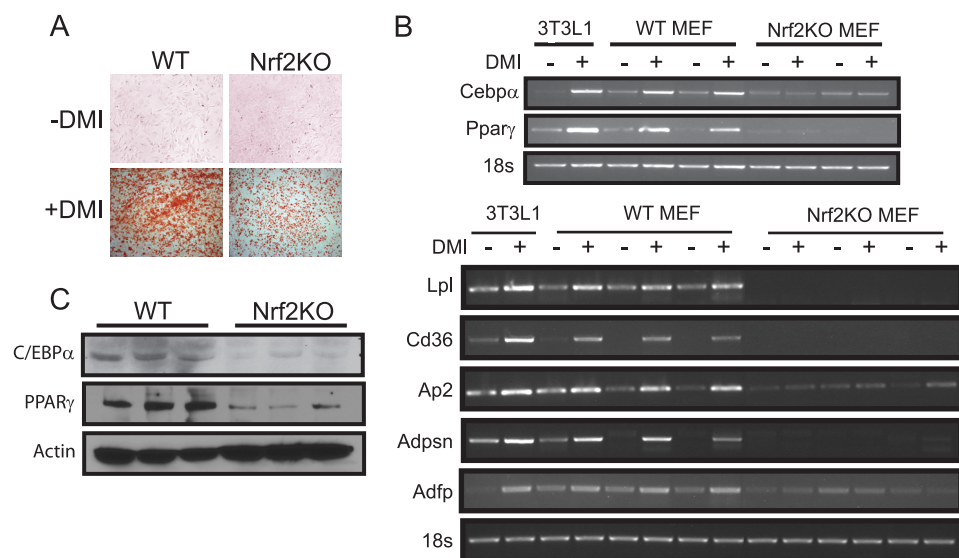 A
WT Nrf2KO
-DMI
+DMI
B
3T3L1 WT MEF Nrf2KO MEF
DMI - + - + - + - + - +
Cebpα
Pparγ
18s
3T3L1 WT MEF Nrf2KO MEF
DMI - + - + - + - + - + - + - +
Lpl
Cd36
Ap2
Adpsn
Adfp
18s
C
WT Nrf2KO
C/EBPα
PPARγ
Actin